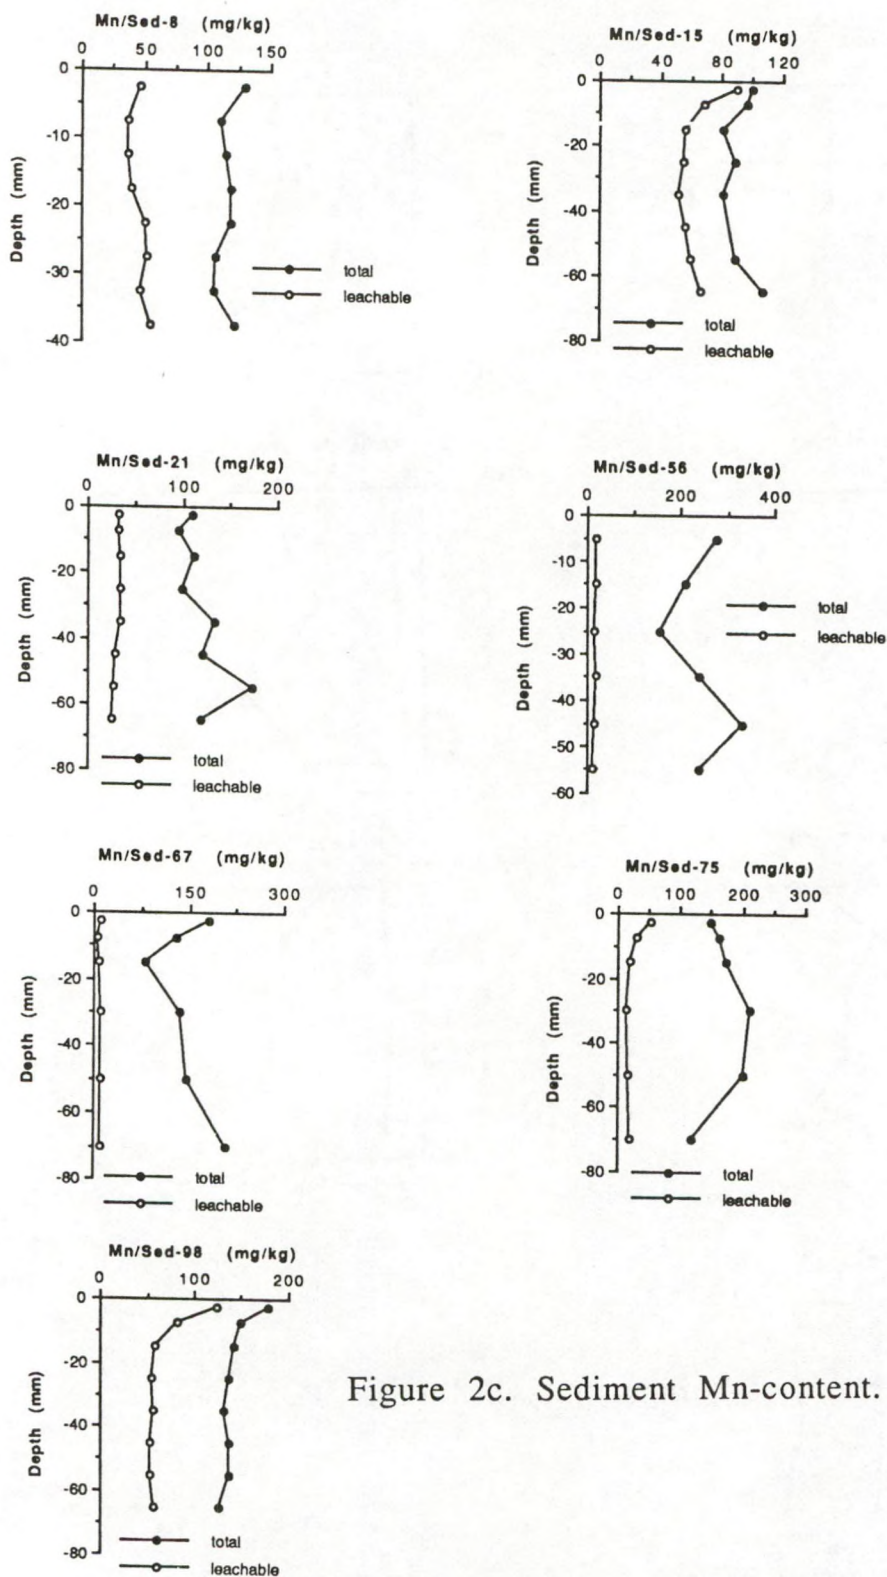 Mn/Sed-8 (mg/kg)
0 50 100 150
0
-10
-20
-30
-40
Depth (mm)
total
leachable
Mn/Sed-15 (mg/kg)
0 40 80 120
0
-20
-40
-60
-80
Depth (mm)
total
leachable
Mn/Sed-21 (mg/kg)
0 100 200
0
-20
-40
-60
-80
Depth (mm)
total
leachable
Mn/Sed-56 (mg/kg)
0 200 400
0
-10
-20
-30
-40
-50
-60
Depth (mm)
total
leachable
Mn/Sed-67 (mg/kg)
0 150 300
0
-20
-40
-60
-80
Depth (mm)
total
leachable
Mn/Sed-75 (mg/kg)
0 100 200 300
0
-20
-40
-60
-80
Depth (mm)
total
leachable
Mn/Sed-98 (mg/kg)
0 100 200
0
-20
-40
-60
-80
Depth (mm)
total
leachable
Figure 2c. Sediment Mn-content.